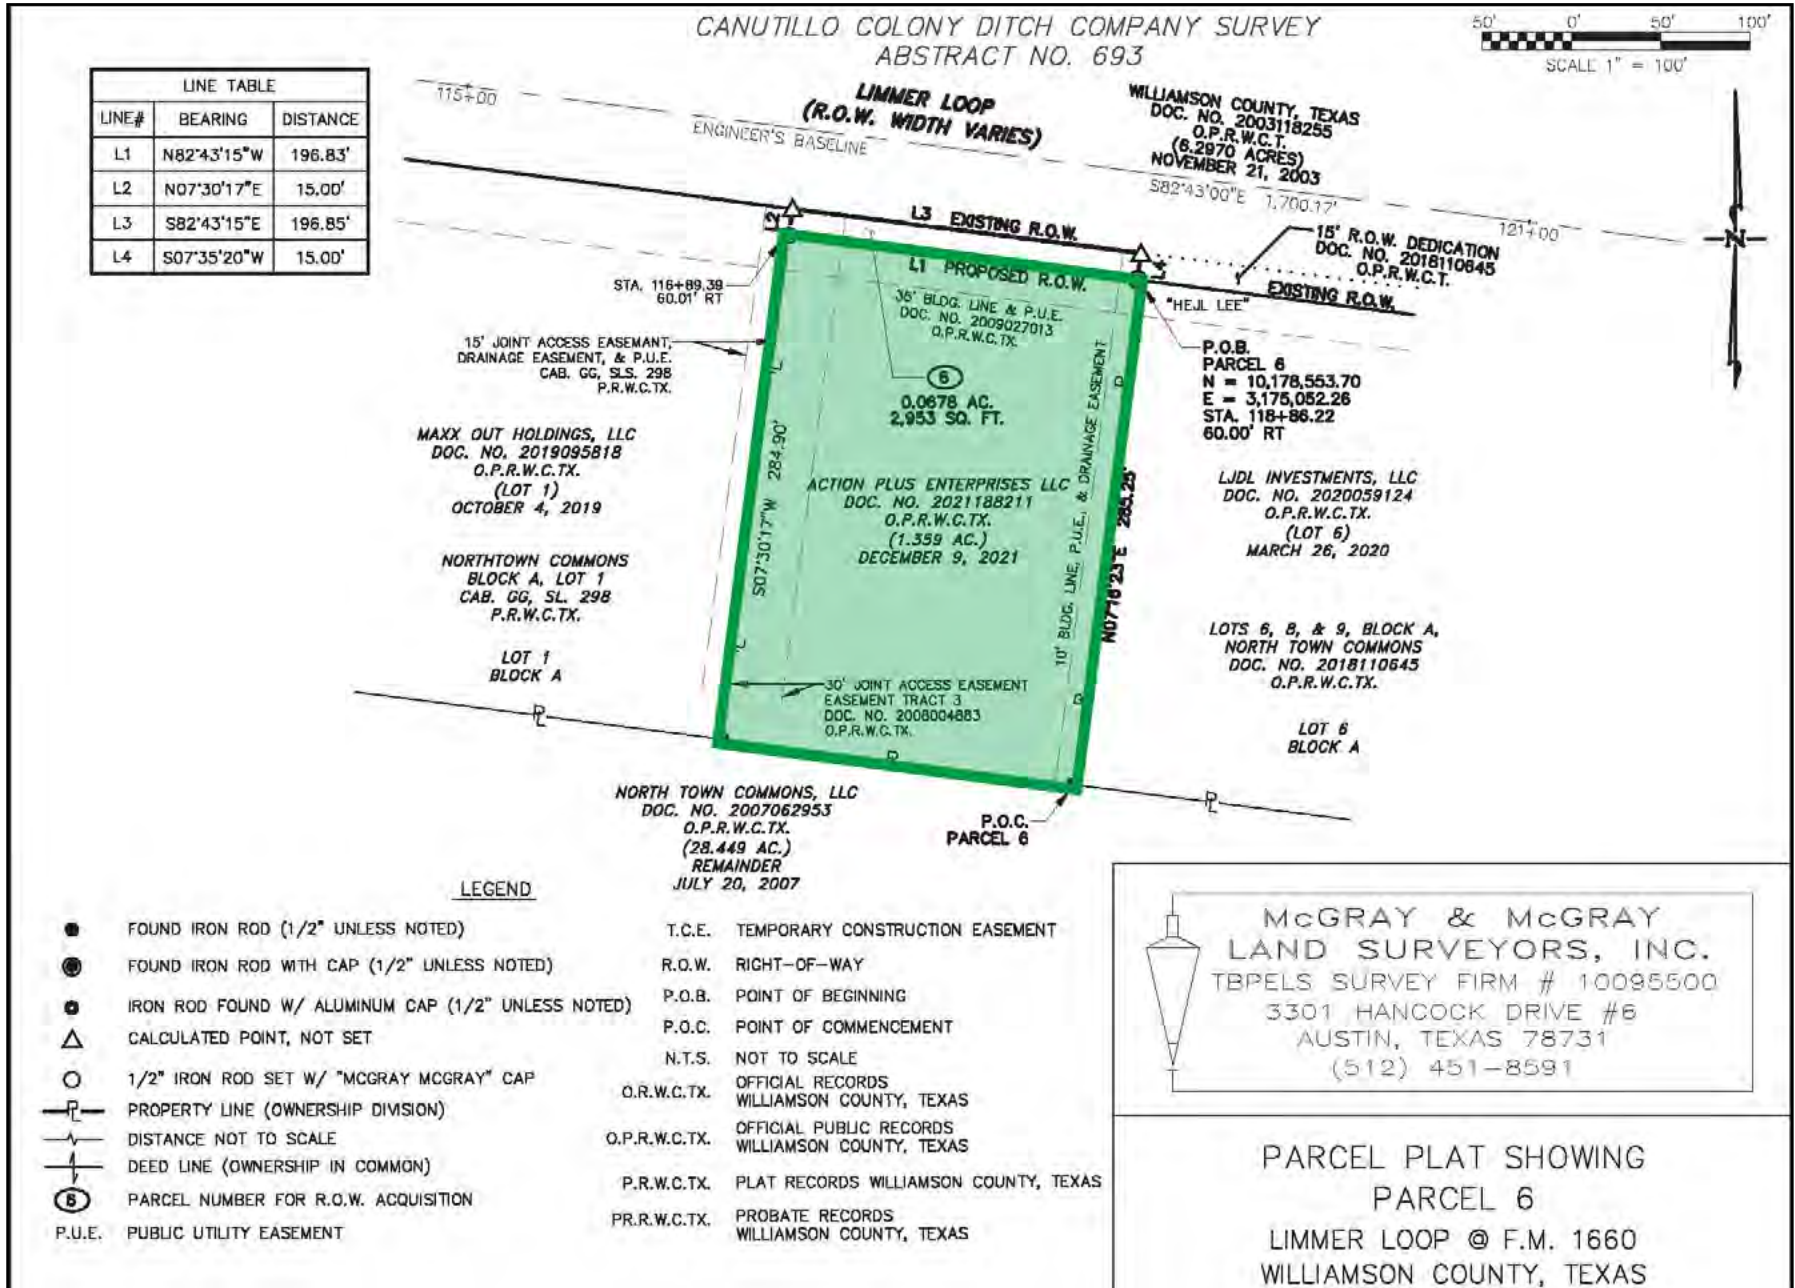 CANUTILLO COLONY DITCH COMPANY SURVEY
ABSTRACT NO. 693
50' 0' 50' 100'
SCALE 1" = 100'
LINE TABLE
LINE# BEARING DISTANCE
L1 N82°43'15"W 196.83'
L2 N07°30'17"E 15.00'
L3 S82°43'15"E 196.85'
L4 S07°35'20"W 15.00'
115+00
LIMMER LOOP
(R.O.W. WIDTH VARIES)
ENGINEER'S BASELINE
WILLIAMSON COUNTY, TEXAS
DOC. NO. 2003118255
O.P.R.W.C.T.
(6.2970 ACRES)
NOVEMBER 21, 2003
S82°43'00"E 1,700.17'
121+00
L2
L3 EXISTING R.O.W.
L4
15' R.O.W. DEDICATION
DOC. NO. 2018110645
O.P.R.W.C.T.
EXISTING R.O.W.
L1 PROPOSED R.O.W.
"HEJL LEE"
STA. 116+89.39
60.01' RT
35' BLDG. LINE & P.U.E.
DOC. NO. 2009027013
O.P.R.W.C.TX.
15' JOINT ACCESS EASEMANT,
DRAINAGE EASEMENT, & P.U.E.
CAB. GG, SLS. 298
P.R.W.C.TX.
P.O.B.
PARCEL 6
N = 10,178,553.70
E = 3,175,052.26
STA. 118+86.22
60.00' RT
6
0.0678 AC.
2,953 SQ. FT.
MAXX OUT HOLDINGS, LLC
DOC. NO. 2019095818
O.P.R.W.C.TX.
(LOT 1)
OCTOBER 4, 2019
S07°30'17"W 284.90'
ACTION PLUS ENTERPRISES LLC
DOC. NO. 2021188211
O.P.R.W.C.TX.
(1.359 AC.)
DECEMBER 9, 2021
10' BLDG. LINE, P.U.E., & DRAINAGE EASEMENT
N07°16'23"E 285.25'
LJDL INVESTMENTS, LLC
DOC. NO. 2020059124
O.P.R.W.C.TX.
(LOT 6)
MARCH 26, 2020
NORTHTOWN COMMONS
BLOCK A, LOT 1
CAB. GG, SL. 298
P.R.W.C.TX.
LOT 1
BLOCK A
LOTS 6, 8, & 9, BLOCK A,
NORTH TOWN COMMONS
DOC. NO. 2018110645
O.P.R.W.C.TX.
LOT 6
BLOCK A
30' JOINT ACCESS EASEMENT
EASEMENT TRACT 3
DOC. NO. 2008004883
O.P.R.W.C.TX.
NORTH TOWN COMMONS, LLC
DOC. NO. 2007062953
O.P.R.W.C.TX.
(28.449 AC.)
REMAINDER
JULY 20, 2007
P.O.C.
PARCEL 6
LEGEND
FOUND IRON ROD (1/2" UNLESS NOTED)
FOUND IRON ROD WITH CAP (1/2" UNLESS NOTED)
IRON ROD FOUND W/ ALUMINUM CAP (1/2" UNLESS NOTED)
CALCULATED POINT, NOT SET
1/2" IRON ROD SET W/ "MCGRAY MCGRAY" CAP
PROPERTY LINE (OWNERSHIP DIVISION)
DISTANCE NOT TO SCALE
DEED LINE (OWNERSHIP IN COMMON)
6 PARCEL NUMBER FOR R.O.W. ACQUISITION
P.U.E. PUBLIC UTILITY EASEMENT
T.C.E. TEMPORARY CONSTRUCTION EASEMENT
R.O.W. RIGHT-OF-WAY
P.O.B. POINT OF BEGINNING
P.O.C. POINT OF COMMENCEMENT
N.T.S. NOT TO SCALE
O.R.W.C.TX. OFFICIAL RECORDS
WILLIAMSON COUNTY, TEXAS
O.P.R.W.C.TX. OFFICIAL PUBLIC RECORDS
WILLIAMSON COUNTY, TEXAS
P.R.W.C.TX. PLAT RECORDS WILLIAMSON COUNTY, TEXAS
PR.R.W.C.TX. PROBATE RECORDS
WILLIAMSON COUNTY, TEXAS
McGRAY & McGRAY
LAND SURVEYORS, INC.
TBPELS SURVEY FIRM # 10095500
3301 HANCOCK DRIVE #6
AUSTIN, TEXAS 78731
(512) 451-8591
PARCEL PLAT SHOWING
PARCEL 6
LIMMER LOOP @ F.M. 1660
WILLIAMSON COUNTY, TEXAS